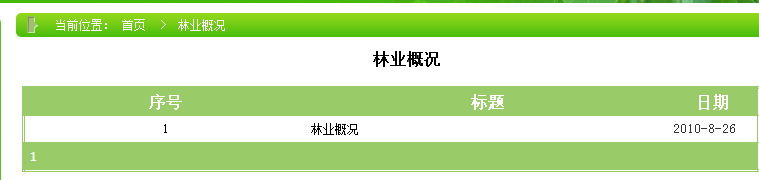 当前位置： 首页 > 林业概况
林业概况
序号 标题 日期
1 林业概况 2010-8-26
1